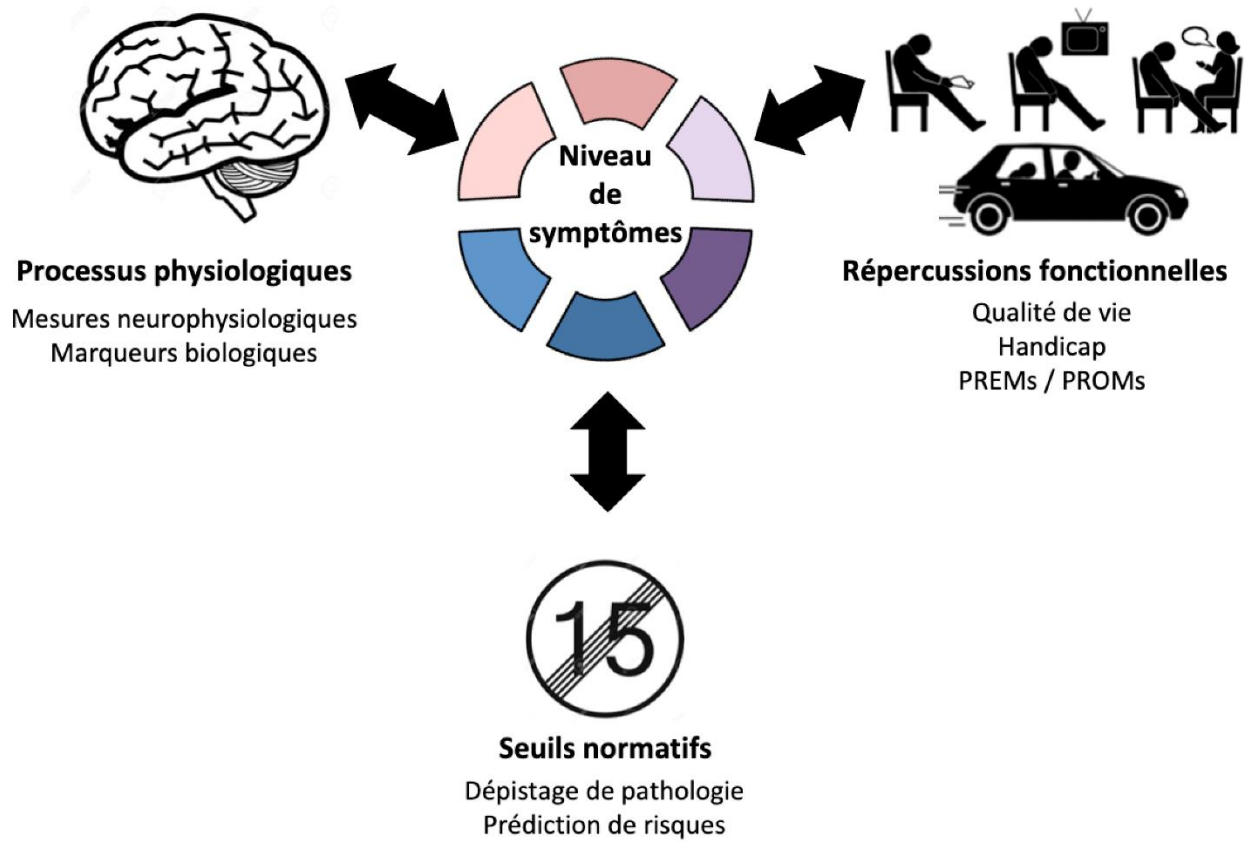 Niveau
de
symptômes
Processus physiologiques
Mesures neurophysiologiques
Marqueurs biologiques
Répercussions fonctionnelles
Qualité de vie
Handicap
PREMs / PROMs
15
Seuils normatifs
Dépistage de pathologie
Prédiction de risques